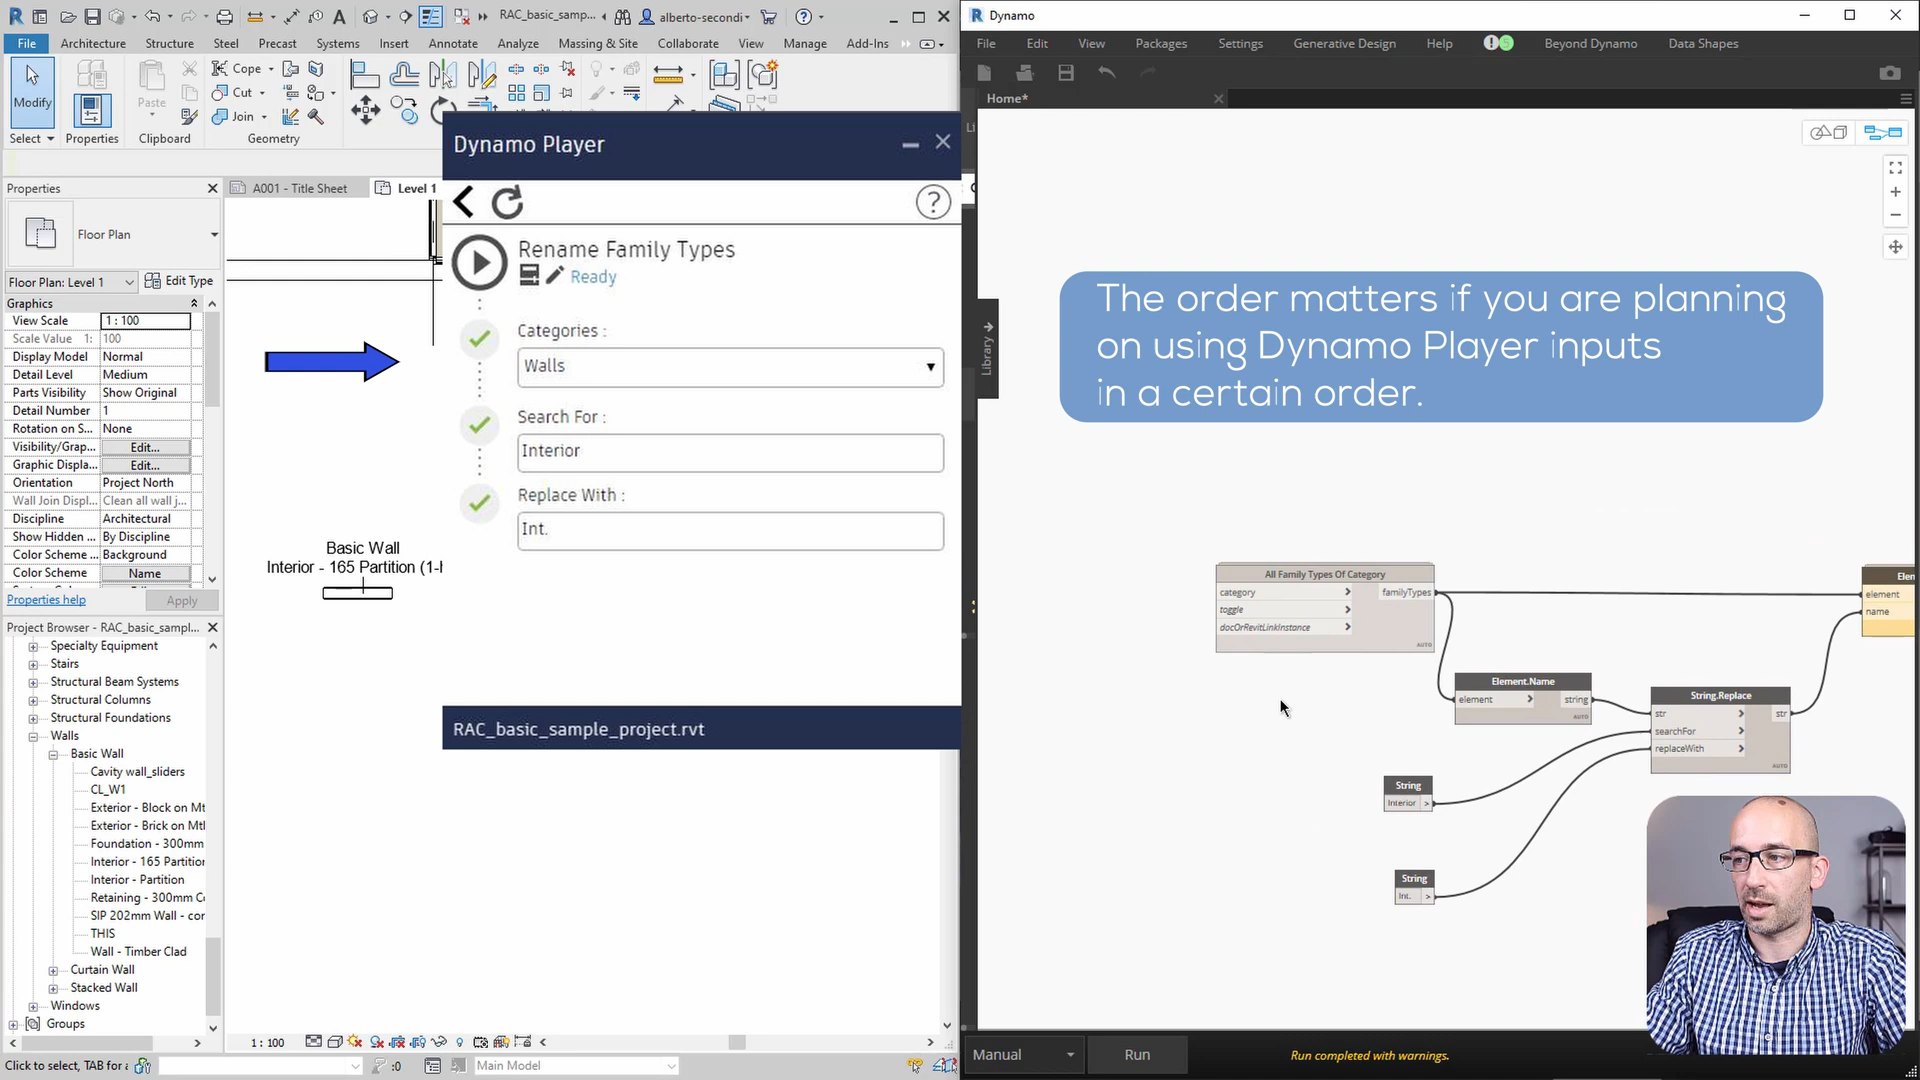 RAC_basic_samp...
alberto-secondi
File
Architecture
Structure
Steel
Precast
Systems
Insert
Annotate
Analyze
Massing & Site
Collaborate
View
Manage
Add-Ins
Modify
Paste
Cope
Cut
Join
Select
Properties
Clipboard
Geometry
Properties
A001 - Title Sheet
Level 1
Floor Plan
Floor Plan: Level 1
Edit Type
Graphics
View Scale
1 : 100
Scale Value 1:
100
Display Model
Normal
Detail Level
Medium
Parts Visibility
Show Original
Detail Number
1
Rotation on S...
None
Visibility/Grap...
Edit...
Graphic Displa...
Edit...
Orientation
Project North
Wall Join Displ...
Clean all wall j...
Discipline
Architectural
Show Hidden ...
By Discipline
Color Scheme ...
Background
Color Scheme
Name
Properties help
Apply
Project Browser - RAC_basic_sampl...
Specialty Equipment
Stairs
Structural Beam Systems
Structural Columns
Structural Foundations
Walls
Basic Wall
Cavity wall_sliders
CL_W1
Exterior - Block on Mt
Exterior - Brick on Mtl
Foundation - 300mm
Interior - 165 Partition
Interior - Partition
Retaining - 300mm C
SIP 202mm Wall - cor
THIS
Wall - Timber Clad
Curtain Wall
Stacked Wall
Windows
Groups
Basic Wall
Interior - 165 Partition (1-h
Dynamo Player
Rename Family Types
Ready
Categories :
Walls
Search For :
Interior
Replace With :
Int.
RAC_basic_sample_project.rvt
1 : 100
Click to select, TAB for a
:0
Main Model
Dynamo
File
Edit
View
Packages
Settings
Generative Design
Help
Beyond Dynamo
Data Shapes
Home*
Library
The order matters if you are planning
on using Dynamo Player inputs
in a certain order.
All Family Types Of Category
category
familyTypes
toggle
docOrRevitLinkInstance
AUTO
Element.Name
element
string
AUTO
String.Replace
str
str
searchFor
replaceWith
AUTO
Elen
element
name
String
Interior
String
Int.
Manual
Run
Run completed with warnings.